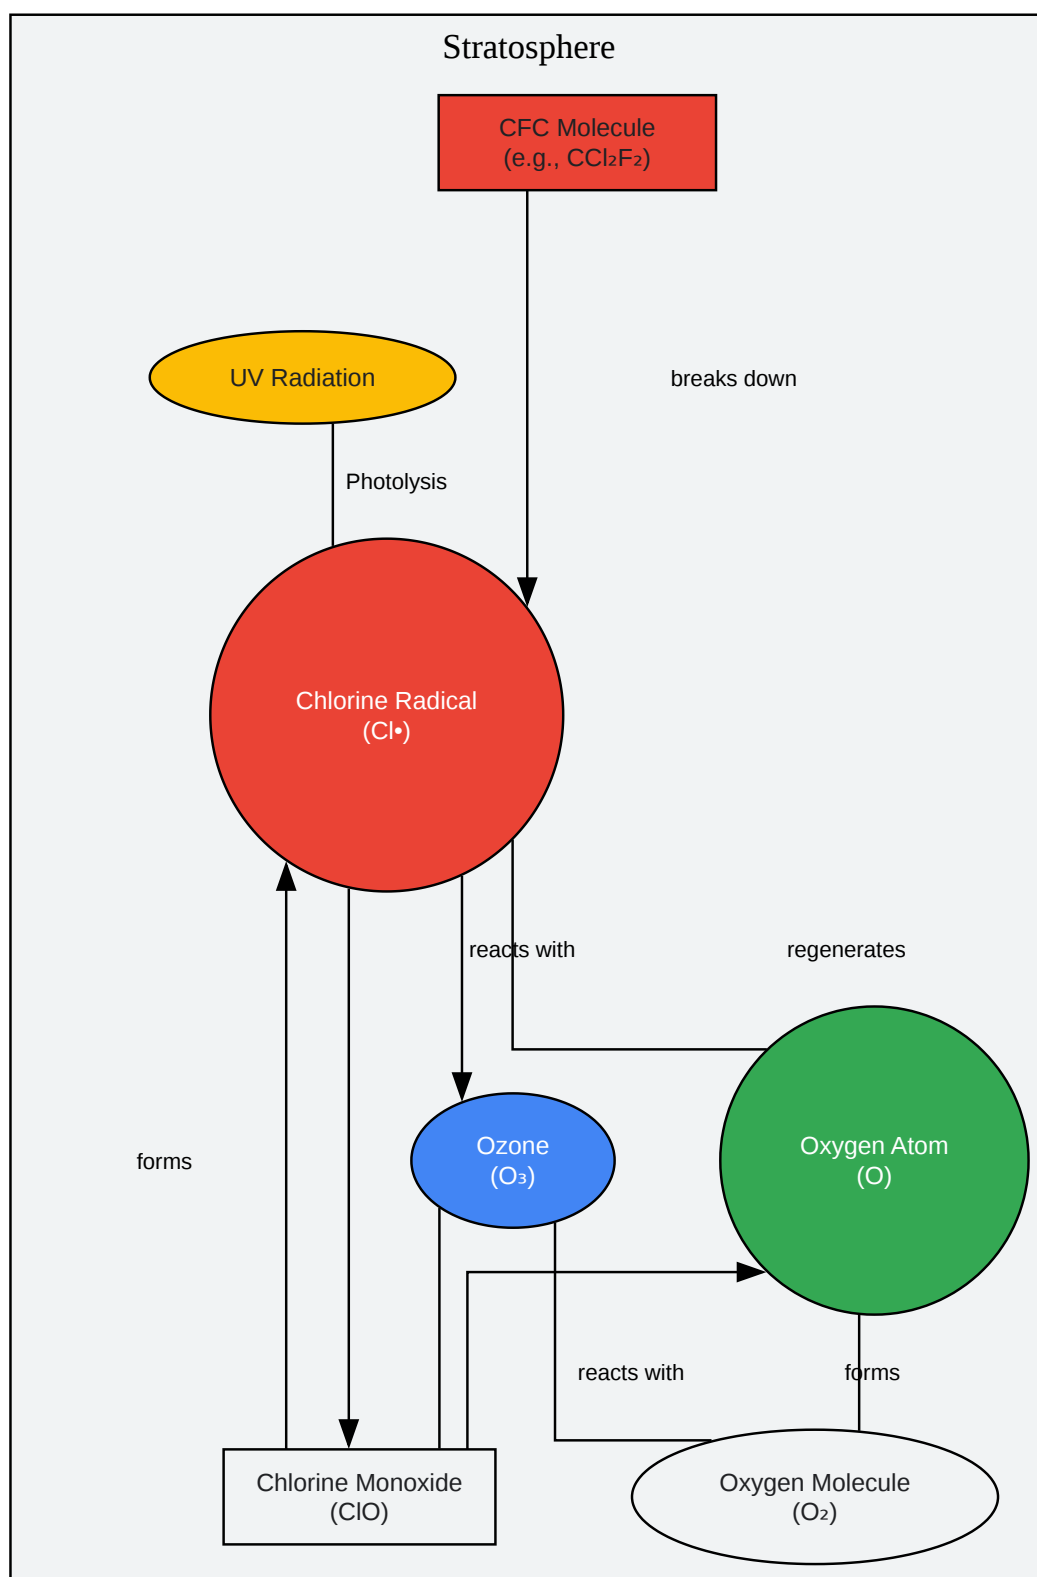 Stratosphere
CFC Molecule
(e.g., CCl₂F₂)
UV Radiation
breaks down
Photolysis
Chlorine Radical
(Cl•)
reacts with
regenerates
Ozone
(O₃)
Oxygen Atom
(O)
forms
reacts with
forms
Chlorine Monoxide
(ClO)
Oxygen Molecule
(O₂)